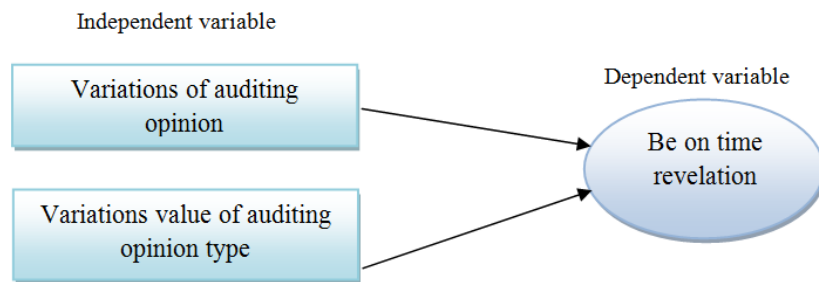 Independent variable
Variations of auditing
opinion
Dependent variable
Be on time
revelation
Variations value of auditing
opinion type